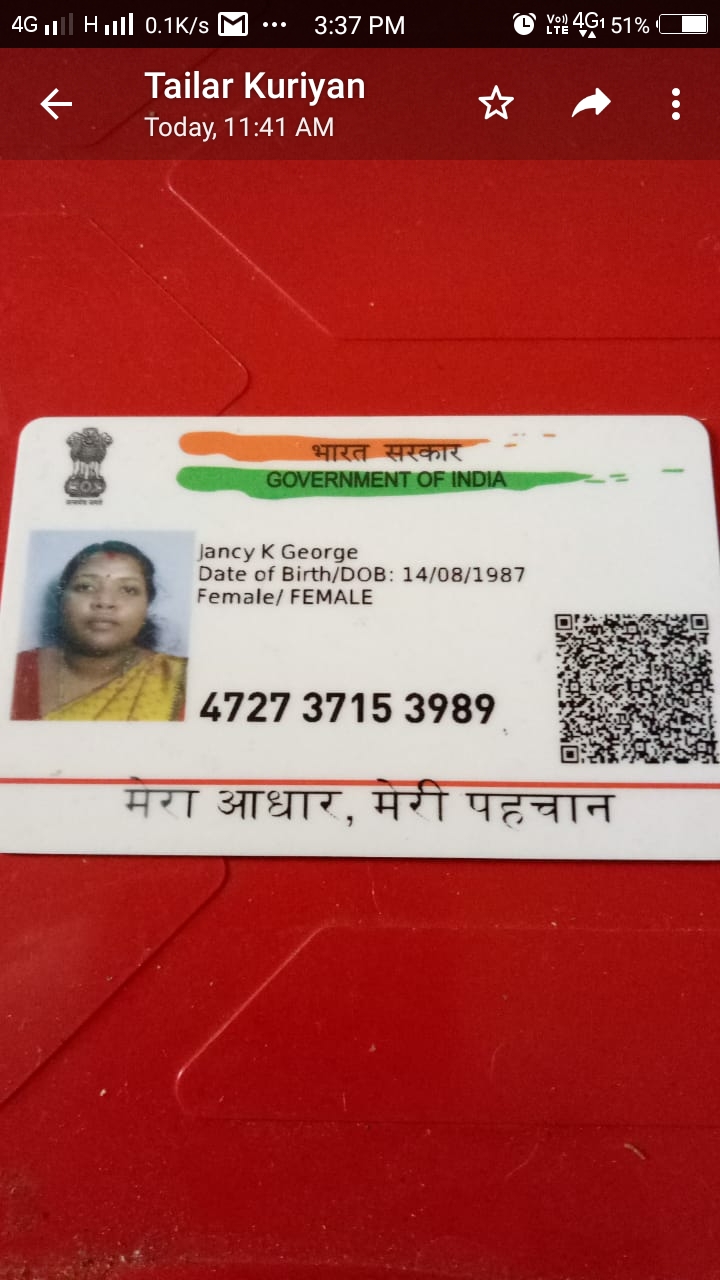 4G H 0.1K/s ••• 3:37 PM Vo)) LTE 4G1 51%
Tailar Kuriyan
Today, 11:41 AM
भारत सरकार
GOVERNMENT OF INDIA
Jancy K George
Date of Birth/DOB: 14/08/1987
Female/ FEMALE
4727 3715 3989
मेरा आधार, मेरी पहचान